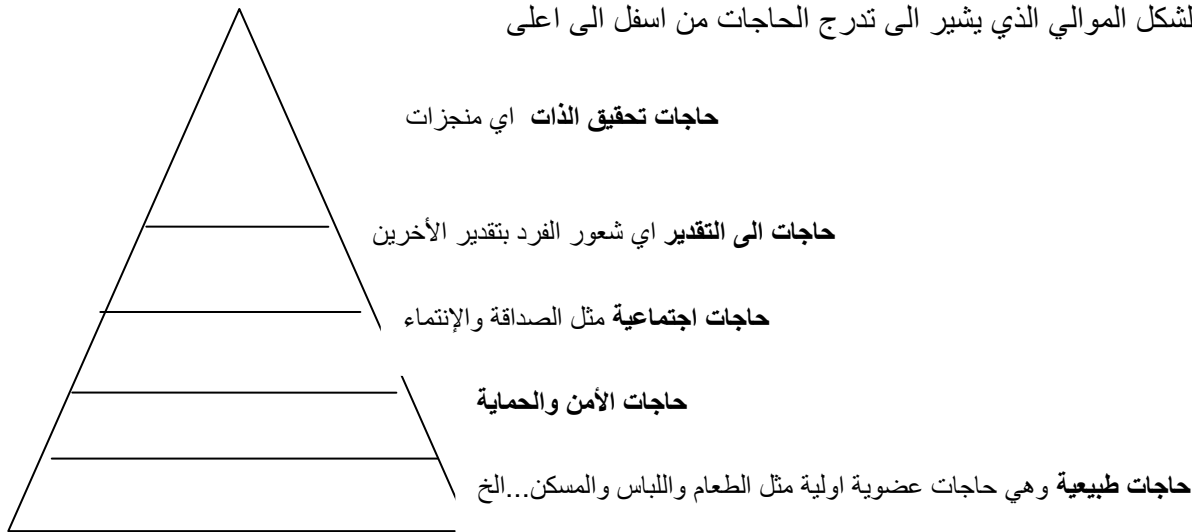 لشكل الموالي الذي يشير الى تدرج الحاجات من اسفل الى اعلى
حاجات تحقيق الذات اي منجزات
حاجات الى التقدير اي شعور الفرد بتقدير الأخرين
حاجات اجتماعية مثل الصداقة والإنتماء
حاجات الأمن والحماية
حاجات طبيعية وهي حاجات عضوية اولية مثل الطعام واللباس والمسكن...الخ